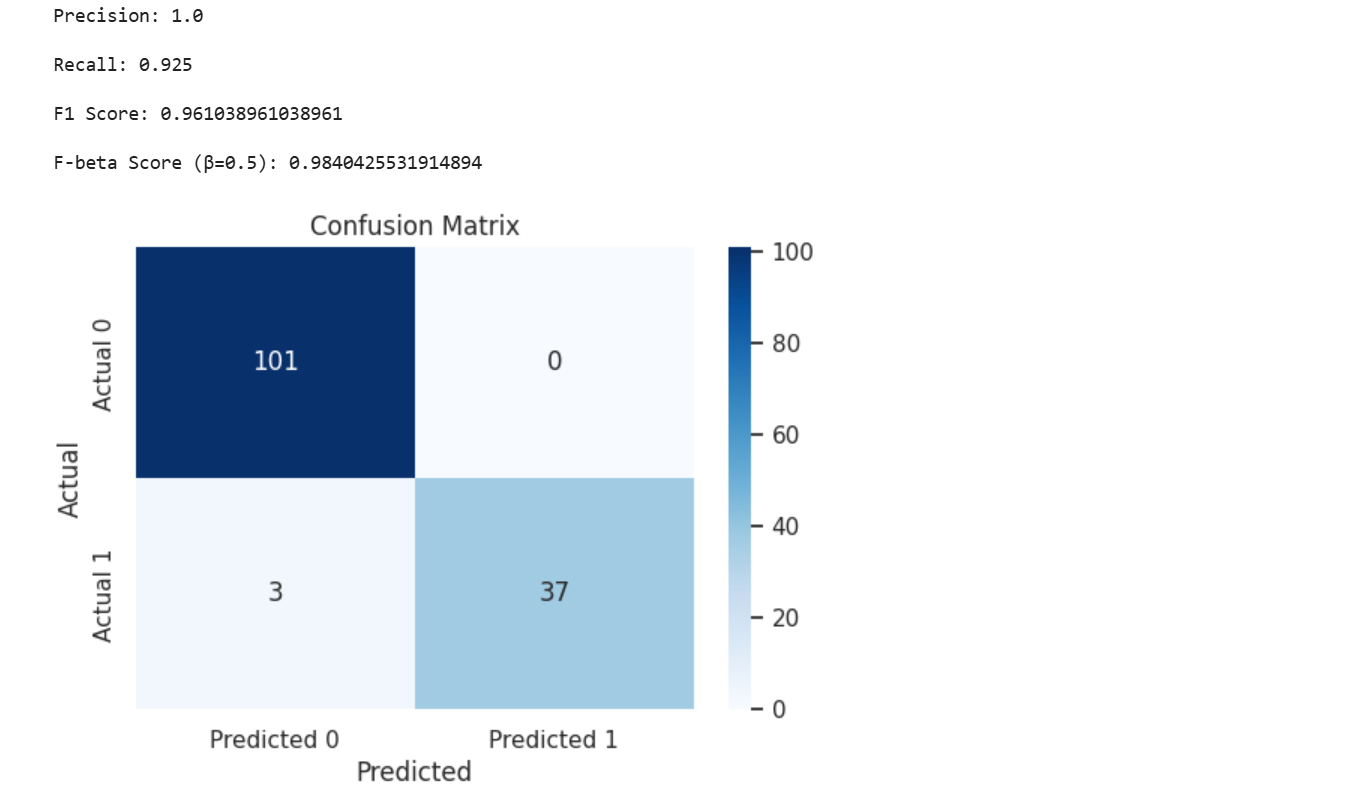 Precision: 1.0
Recall: 0.925
F1 Score: 0.961038961038961
F-beta Score (β=0.5): 0.9840425531914894
Confusion Matrix
Actual
Actual 0
101
0
Actual 1
3
37
Predicted 0
Predicted 1
Predicted
100
80
60
40
20
0